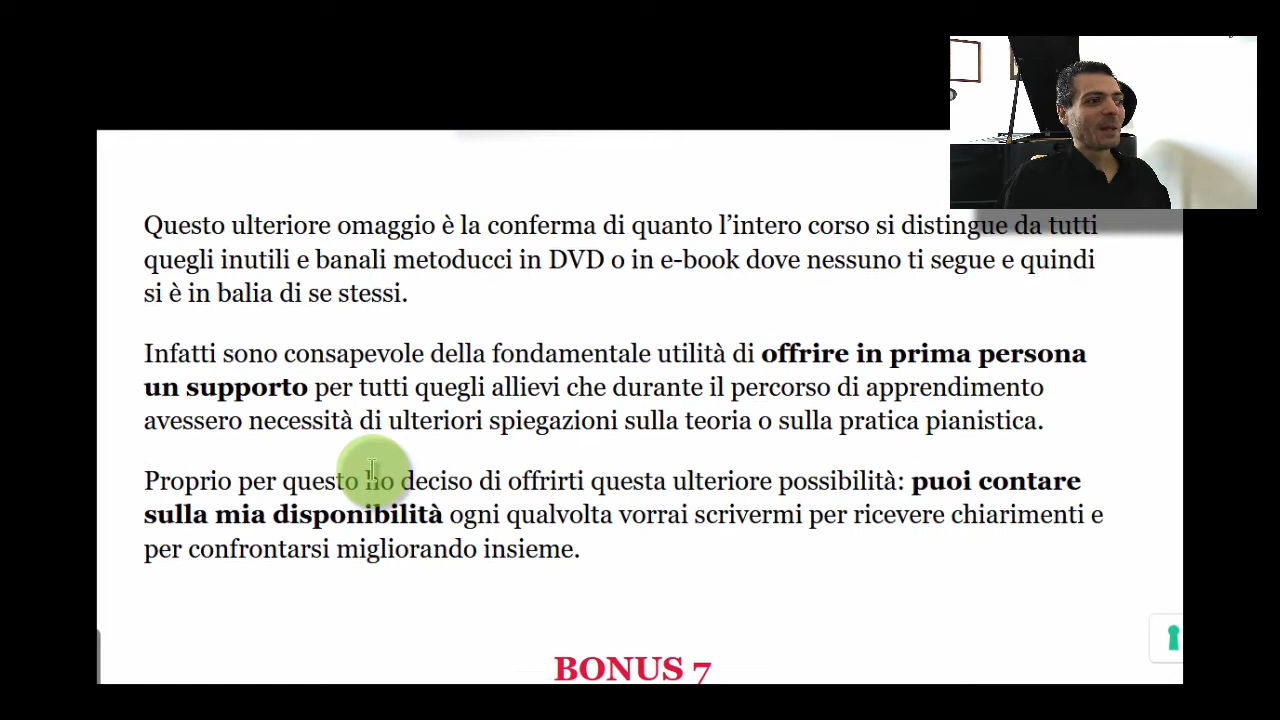 Questo ulteriore omaggio è la conferma di quanto l’intero corso si distingue da tutti
quegli inutili e banali metoducci in DVD o in e-book dove nessuno ti segue e quindi
si è in balia di se stessi.
Infatti sono consapevole della fondamentale utilità di offrire in prima persona
un supporto per tutti quegli allievi che durante il percorso di apprendimento
avessero necessità di ulteriori spiegazioni sulla teoria o sulla pratica pianistica.
Proprio per questo ho deciso di offrirti questa ulteriore possibilità: puoi contare
sulla mia disponibilità ogni qualvolta vorrai scrivermi per ricevere chiarimenti e
per confrontarsi migliorando insieme.
BONUS 7